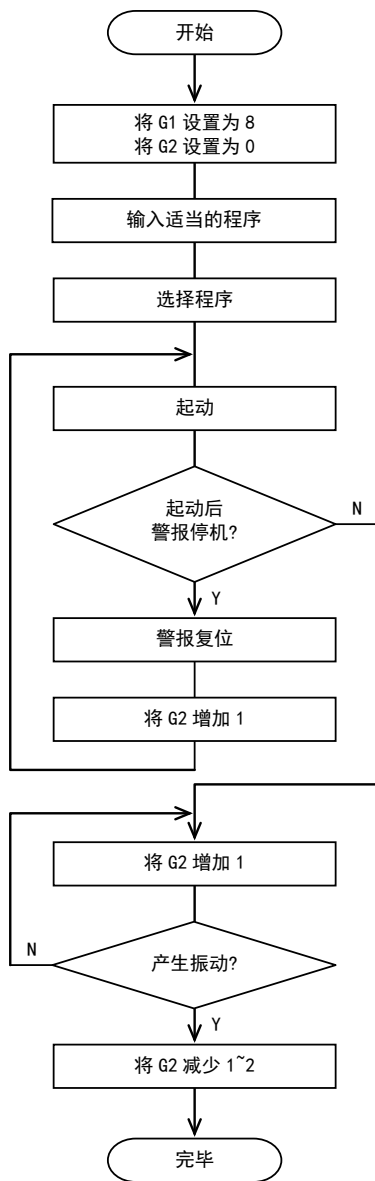 开始
将 G1 设置为 8
将 G2 设置为 0
输入适当的程序
选择程序
起动
起动后
警报停机?
N
Y
警报复位
将 G2 增加 1
将 G2 增加 1
N
产生振动?
Y
将 G2 减少 1~2
完毕